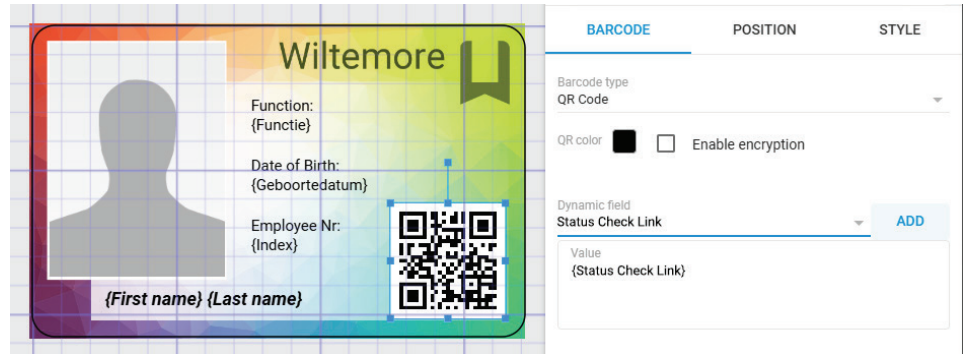 Wiltemore
Function:
{Functie}
Date of Birth:
{Geboortedatum}
Employee Nr:
{Index}
{First name} {Last name}
BARCODE
POSITION
STYLE
Barcode type
QR Code
QR color
Enable encryption
Dynamic field
Status Check Link
ADD
Value
{Status Check Link}